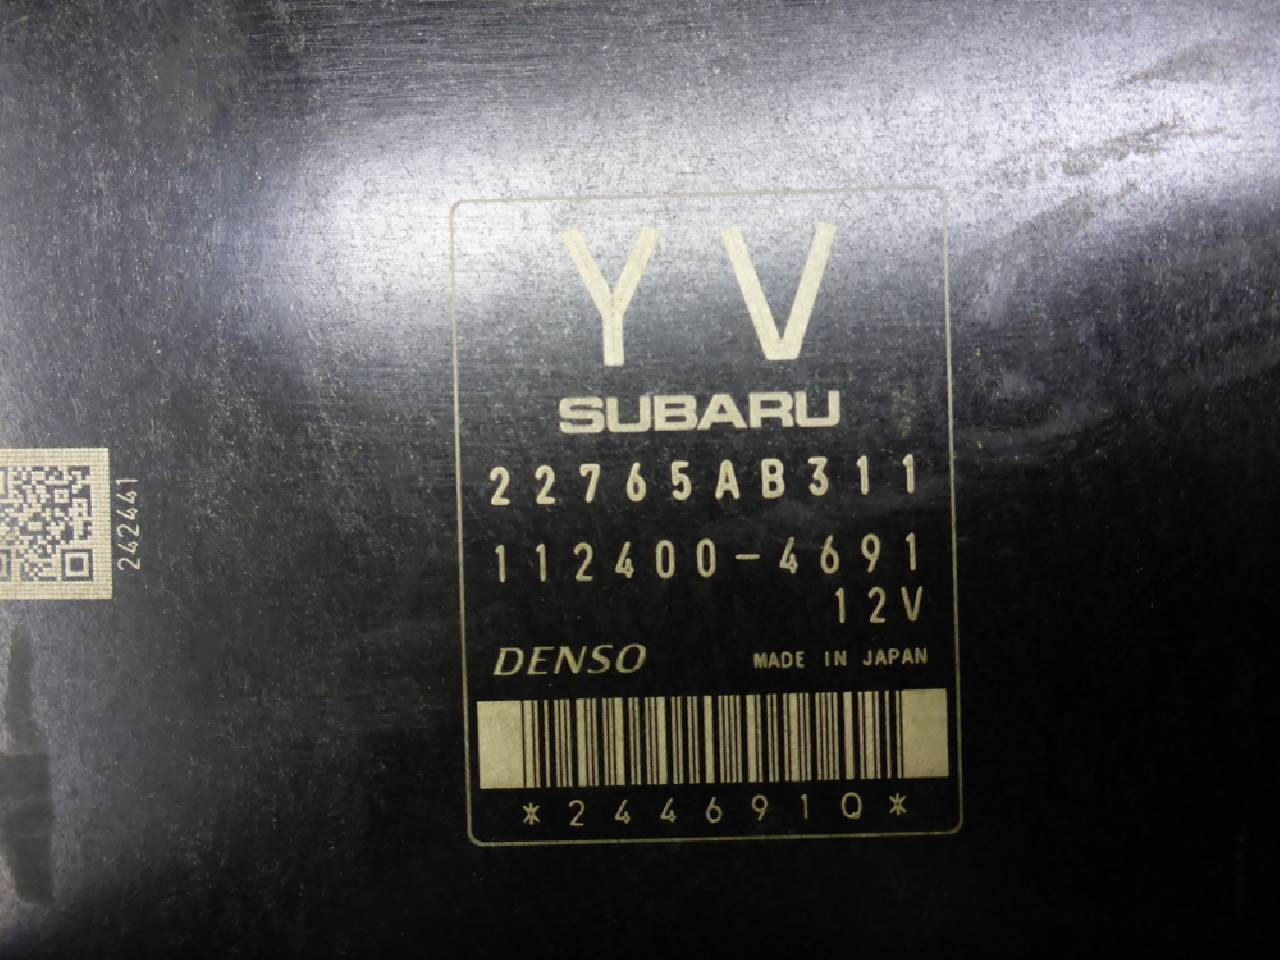 YV
SUBARU
22765AB311
112400-4691
12V
DENSO MADE IN JAPAN
*244691Q*
242441